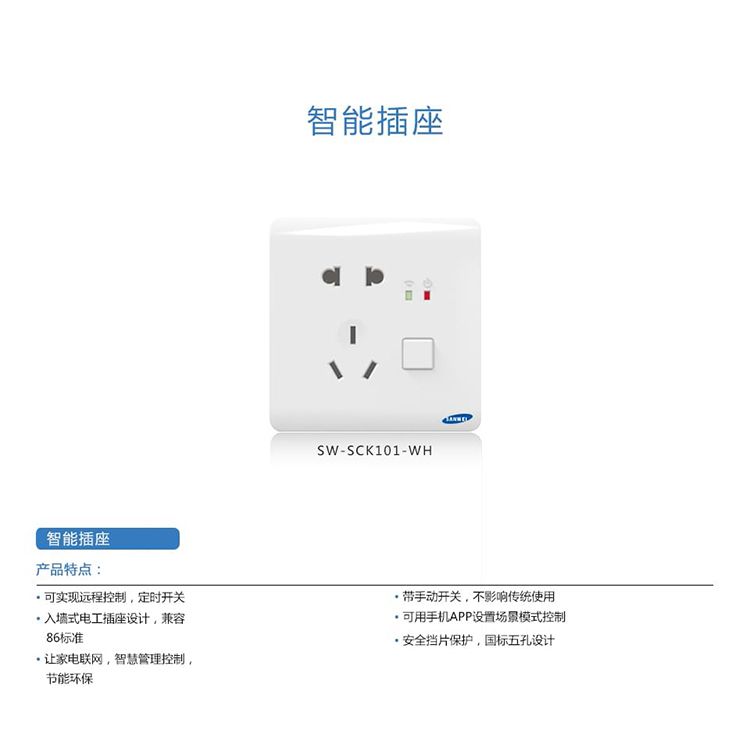 智能插座
SANWEI
SW-SCK101-WH
智能插座
产品特点：
• 可实现远程控制，定时开关
• 入墙式电工插座设计，兼容
86标准
• 让家电联网，智慧管理控制，
节能环保
• 带手动开关，不影响传统使用
• 可用手机APP设置场景模式控制
• 安全挡片保护，国标五孔设计